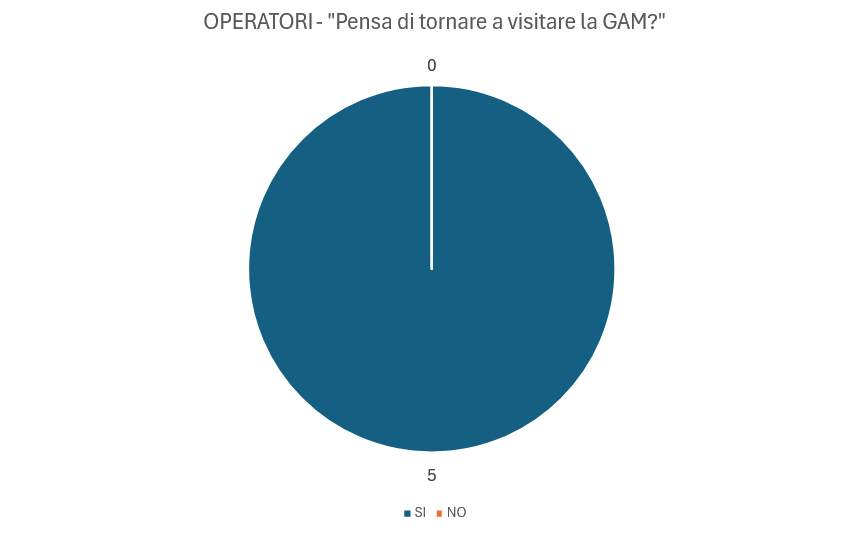 OPERATORI - "Pensa di tornare a visitare la GAM?"
0
5
SI NO